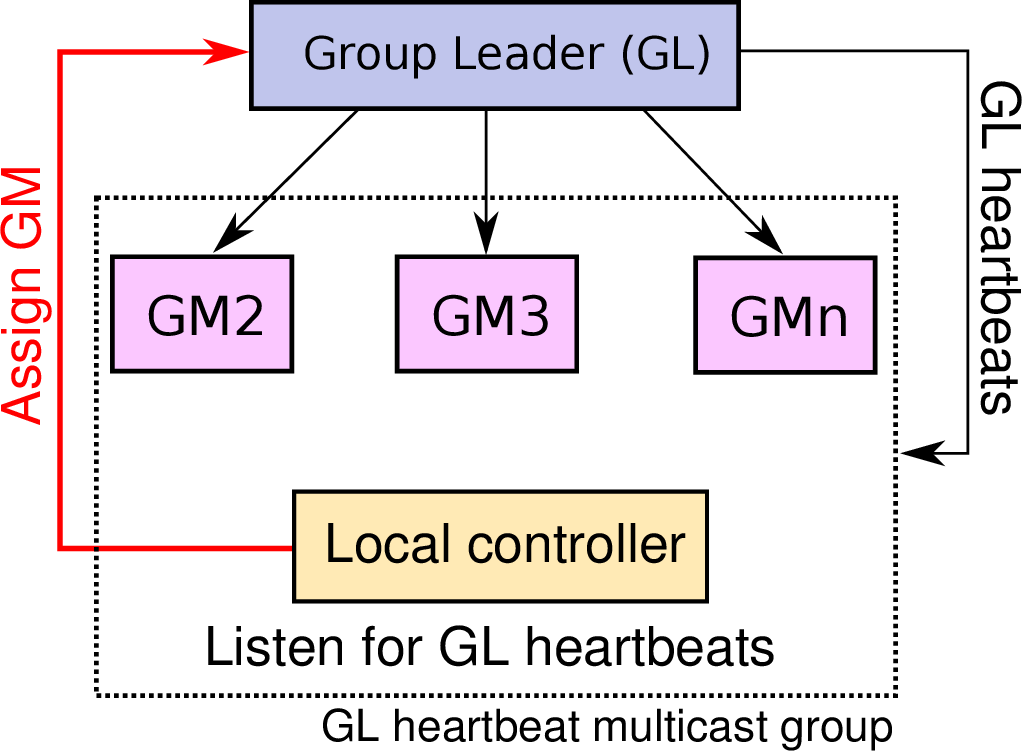 Group Leader (GL)
GL heartbeats
Assign GM
GM2
GM3
GMn
Local controller
Listen for GL heartbeats
GL heartbeat multicast group